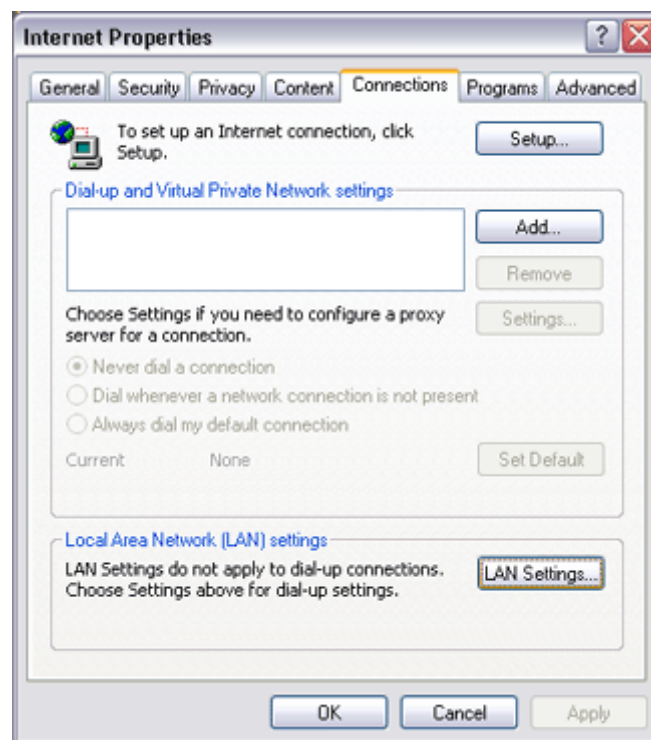 Internet Properties
General Security Privacy Content Connections Programs Advanced
To set up an Internet connection, click
Setup.
Setup...
Dial-up and Virtual Private Network settings
Add...
Remove
Choose Settings if you need to configure a proxy
server for a connection.
Settings...
Never dial a connection
Dial whenever a network connection is not present
Always dial my default connection
Current None
Set Default
Local Area Network (LAN) settings
LAN Settings do not apply to dial-up connections.
Choose Settings above for dial-up settings.
LAN Settings...
OK Cancel Apply